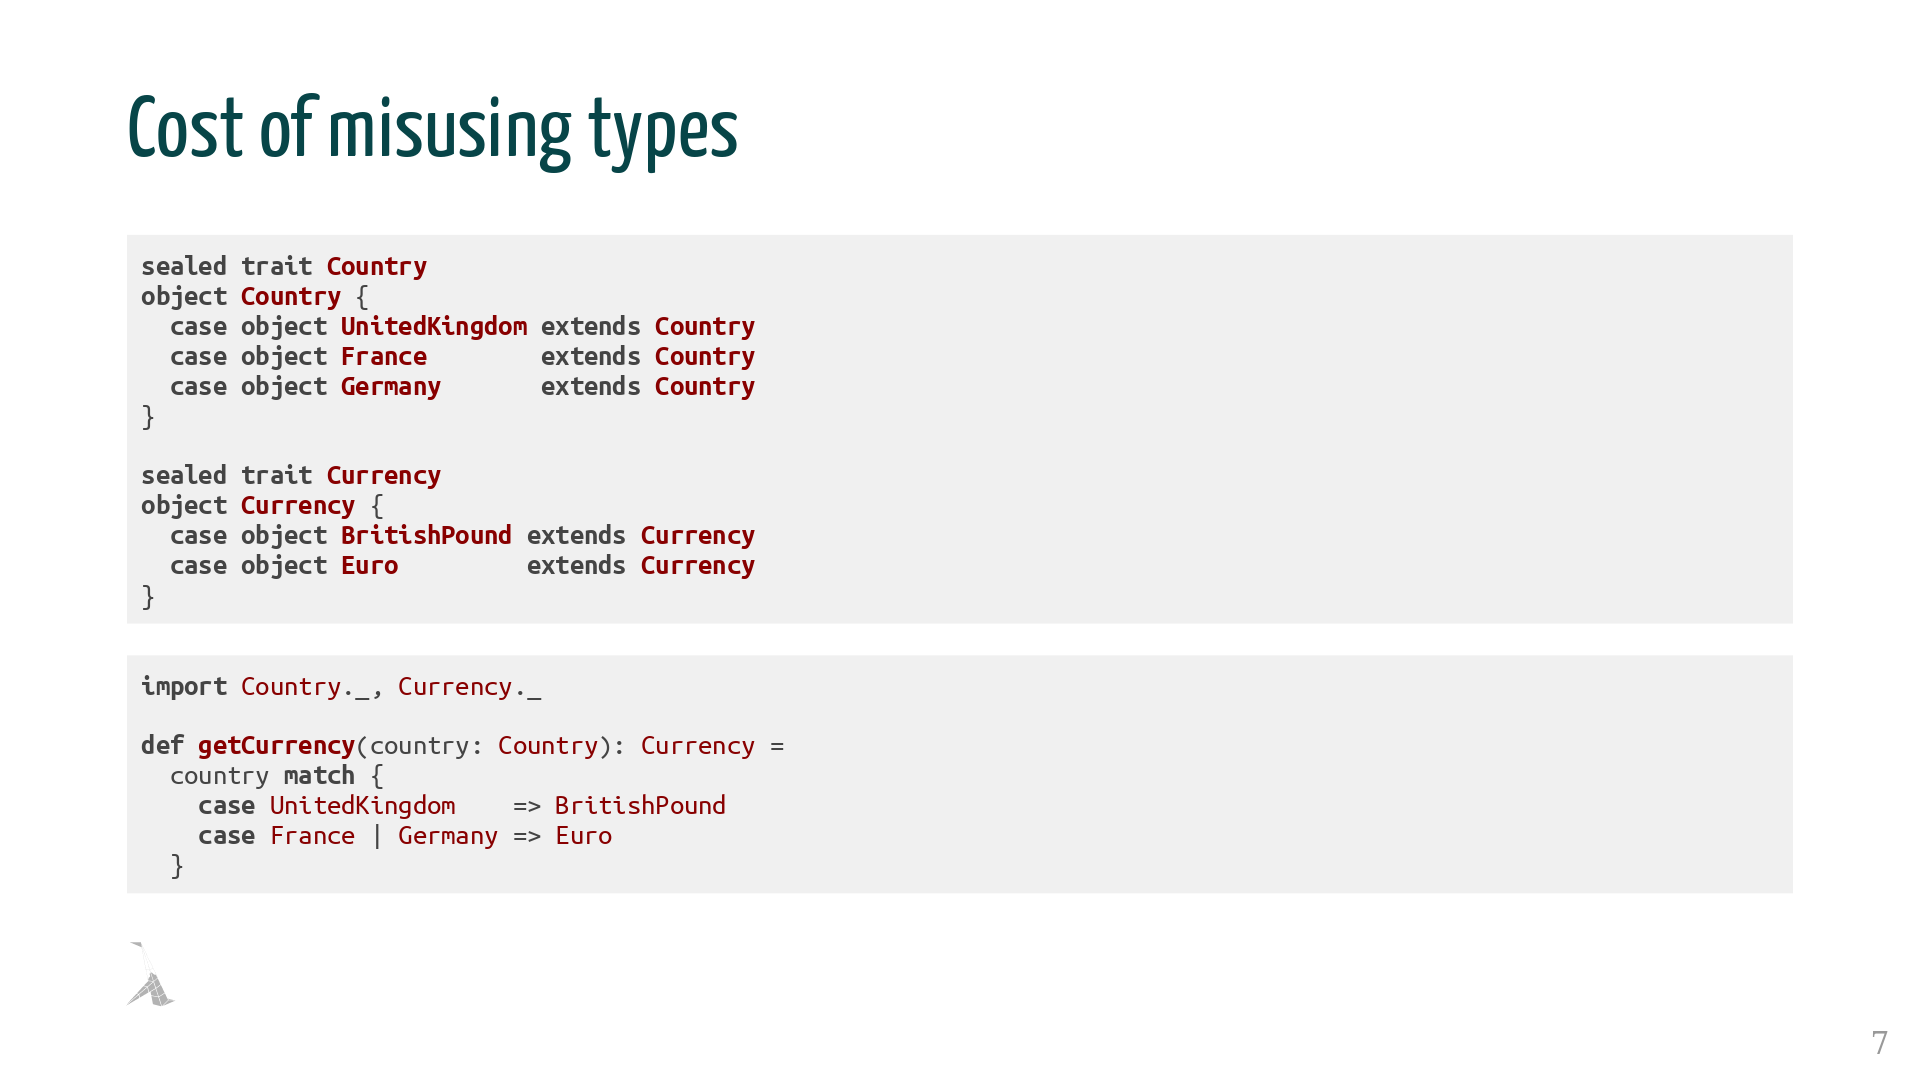 Cost of misusing types
sealed trait Country
object Country {
  case object UnitedKingdom extends Country
  case object France        extends Country
  case object Germany       extends Country
}

sealed trait Currency
object Currency {
  case object BritishPound extends Currency
  case object Euro         extends Currency
}

import Country._, Currency._

def getCurrency(country: Country): Currency =
  country match {
    case UnitedKingdom    => BritishPound
    case France | Germany => Euro
  }
7